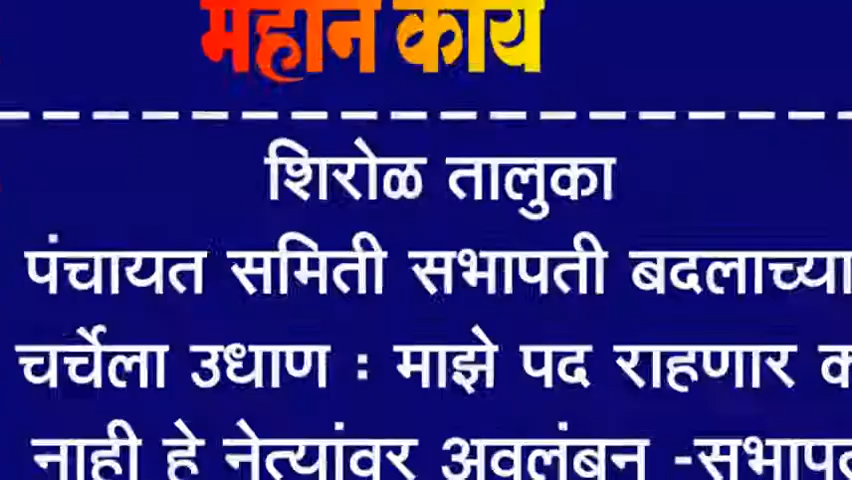 महान कार्य
शिरोळ तालुका
पंचायत समिती सभापती बदलाच्या
चर्चेला उधाण : माझे पद राहणार
नाही हे नेत्यांवर अवलंबन